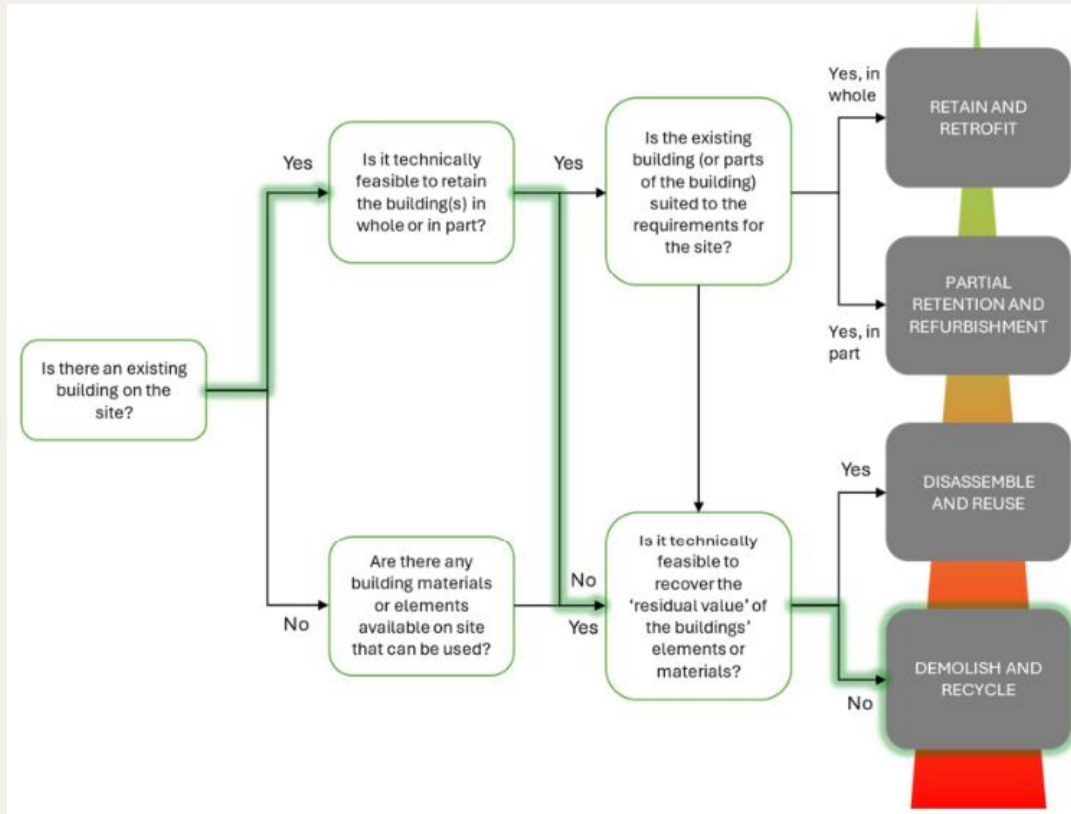 Is there an existing
building on the
site?
Yes
No
Is it technically
feasible to retain
the building(s) in
whole or in part?
Are there any
building materials
or elements
available on site
that can be used?
Yes
No
Yes
Is the existing
building (or parts
of the building)
suited to the
requirements for
the site?
Is it technically
feasible to
recover the
‘residual value’ of
the buildings’
elements or
materials?
Yes, in
whole
Yes, in
part
Yes
No
RETAIN AND
RETROFIT
PARTIAL
RETENTION AND
REFURBISHMENT
DISASSEMBLE
AND REUSE
DEMOLISH AND
RECYCLE